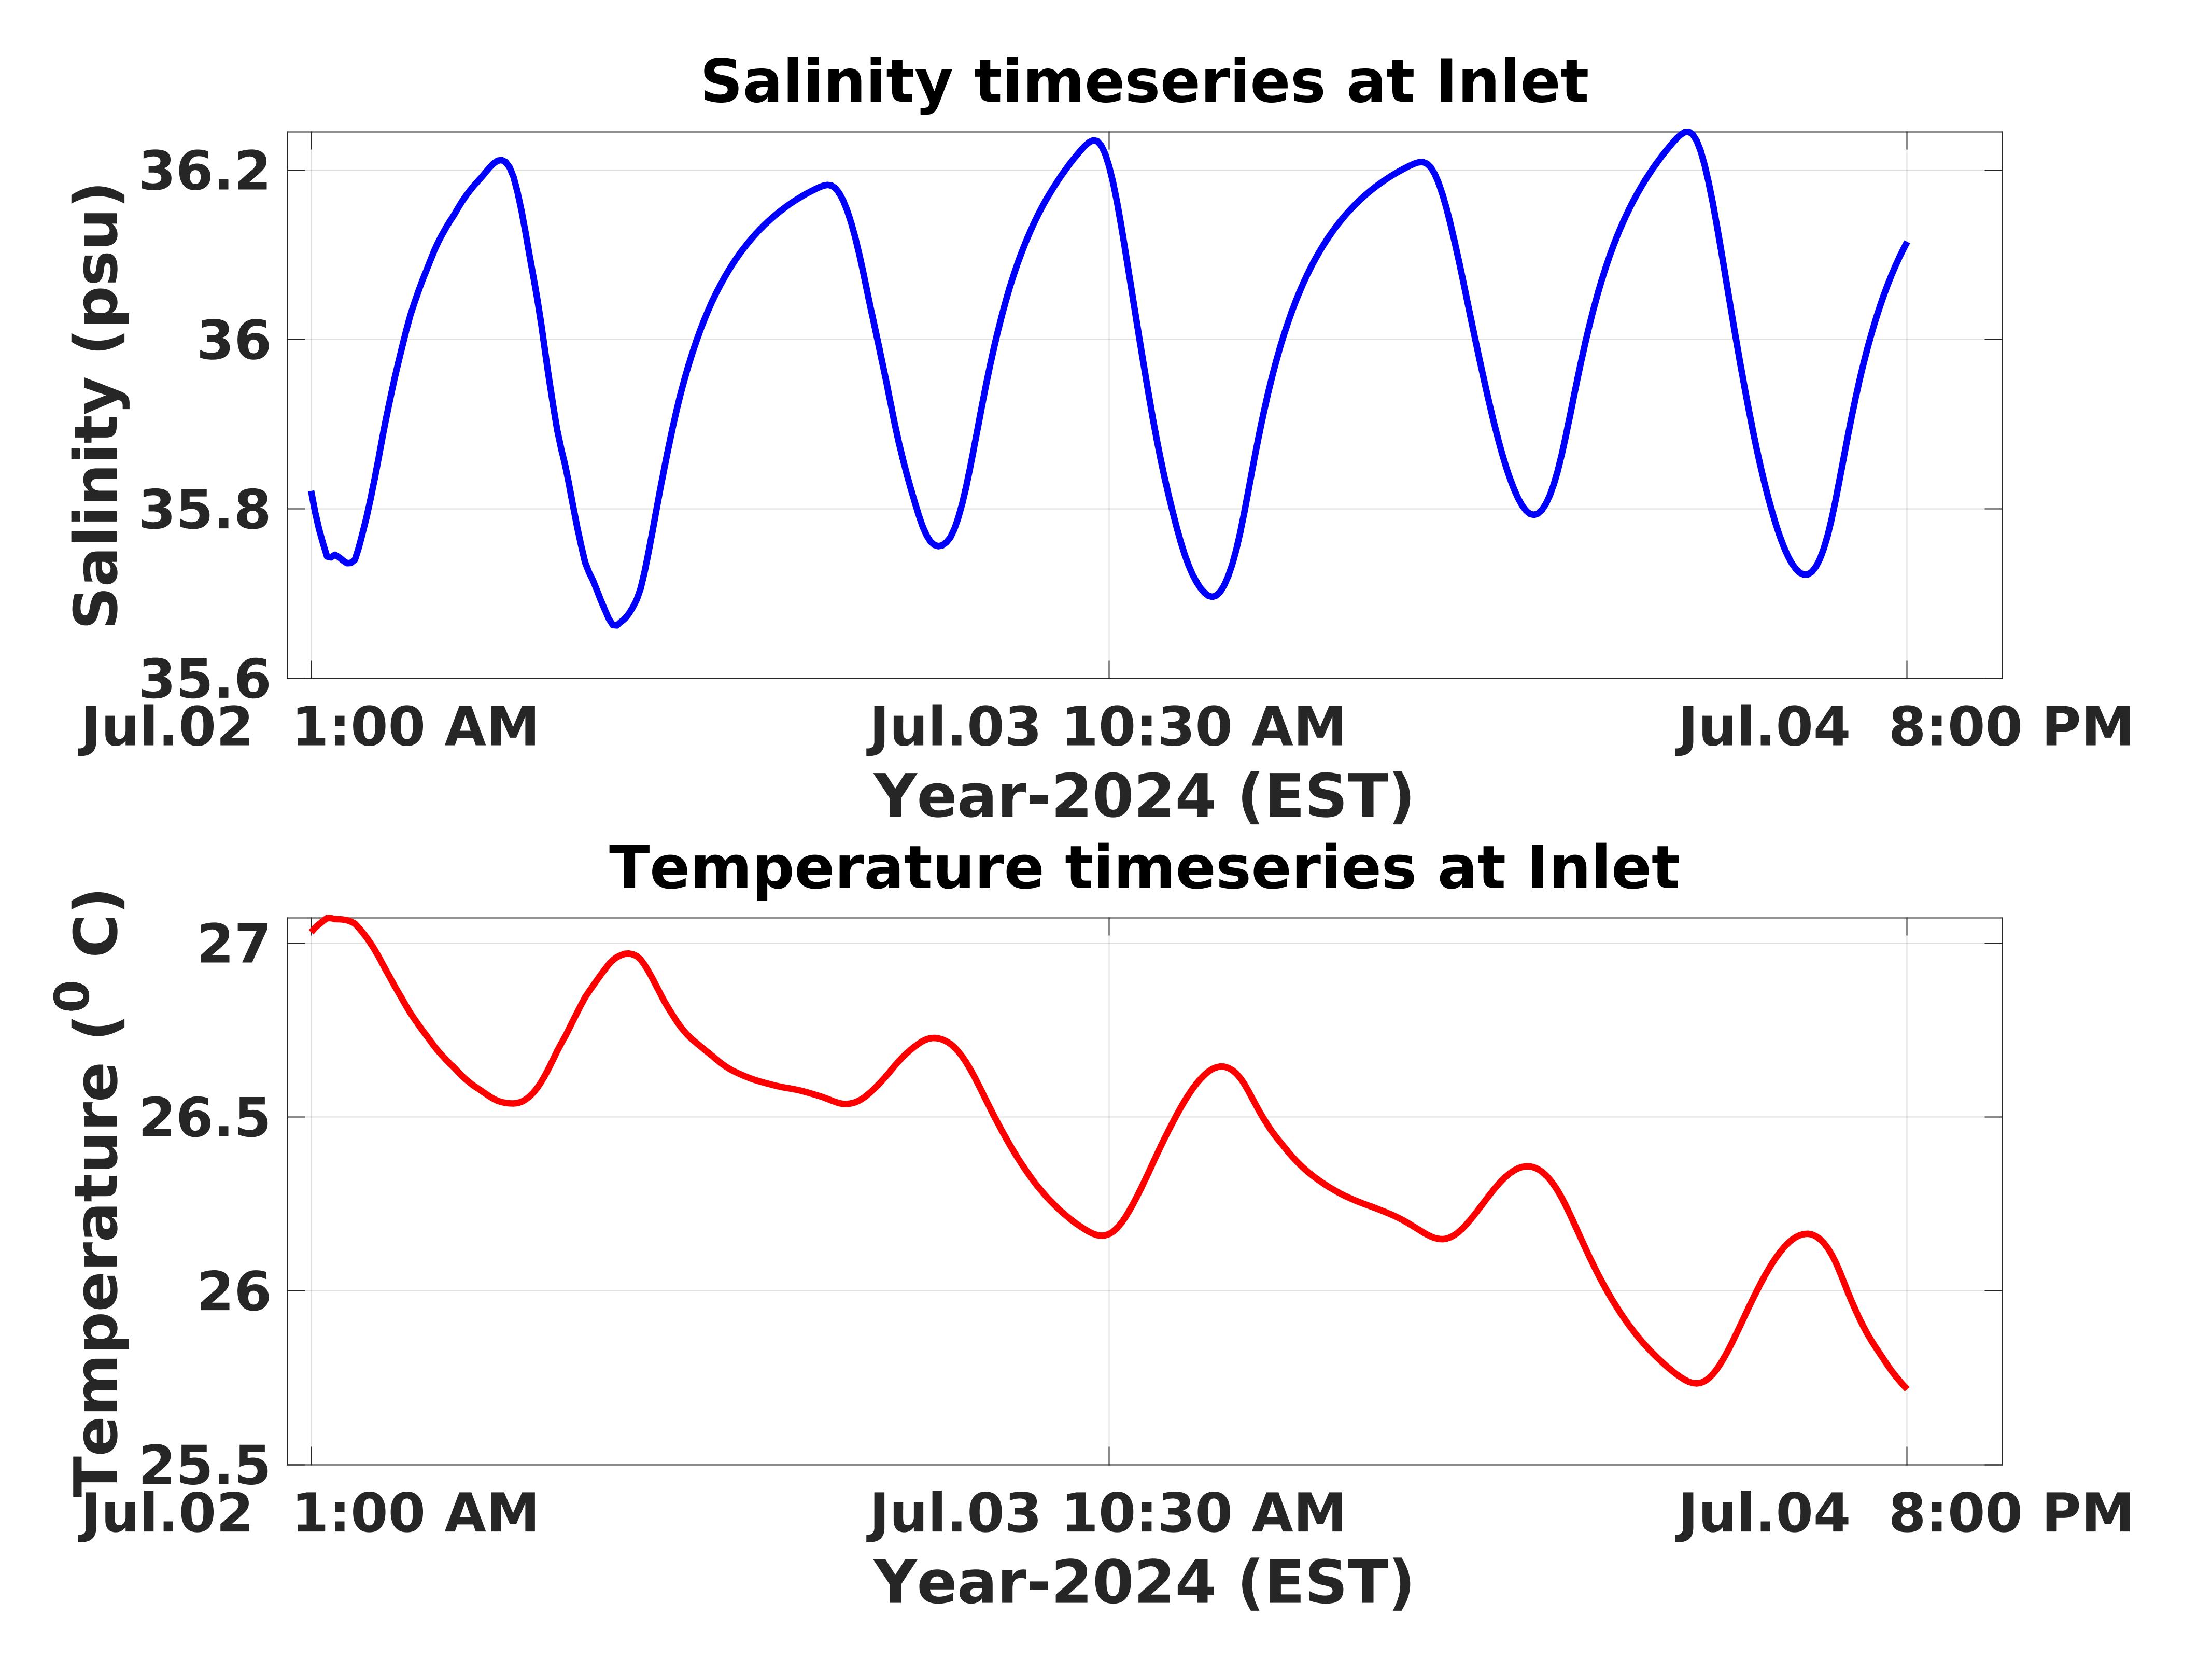 Salinity timeseries at Inlet
Salinity (psu)
36.2
36
35.8
35.6
Jul.02  1:00 AM
Jul.03 10:30 AM
Jul.04  8:00 PM
Year-2024 (EST)
Temperature timeseries at Inlet
Temperature (⁰ C)
27
26.5
26
25.5
Jul.02  1:00 AM
Jul.03 10:30 AM
Jul.04  8:00 PM
Year-2024 (EST)